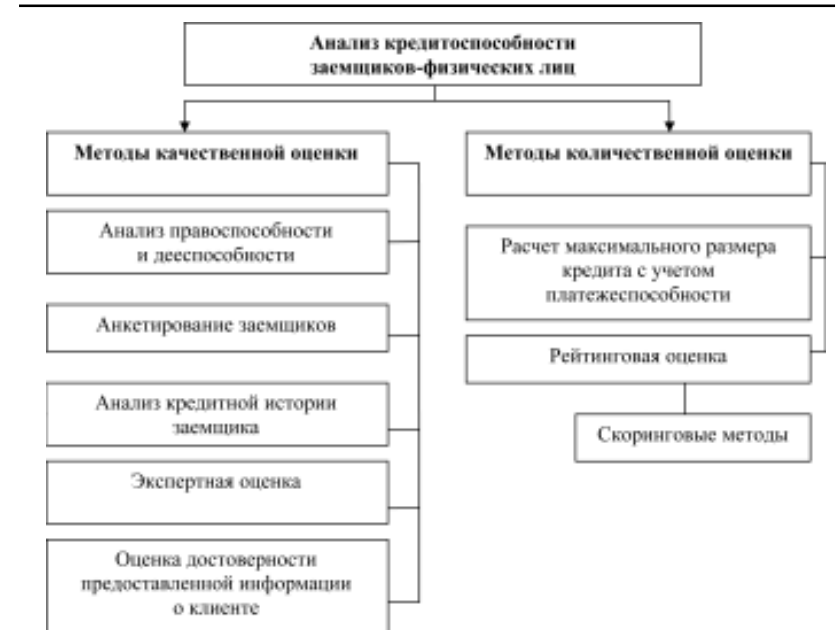 Анализ кредитоспособности
заемщиков-физических лиц
Методы качественной оценки
Анализ правоспособности
и дееспособности
Анкетирование заемщиков
Анализ кредитной истории
заемщика
Экспертная оценка
Оценка достоверности
предоставленной информации
о клиенте
Методы количественной оценки
Расчет максимального размера
кредита с учетом
платежеспособности
Рейтинговая оценка
Скоринговые методы